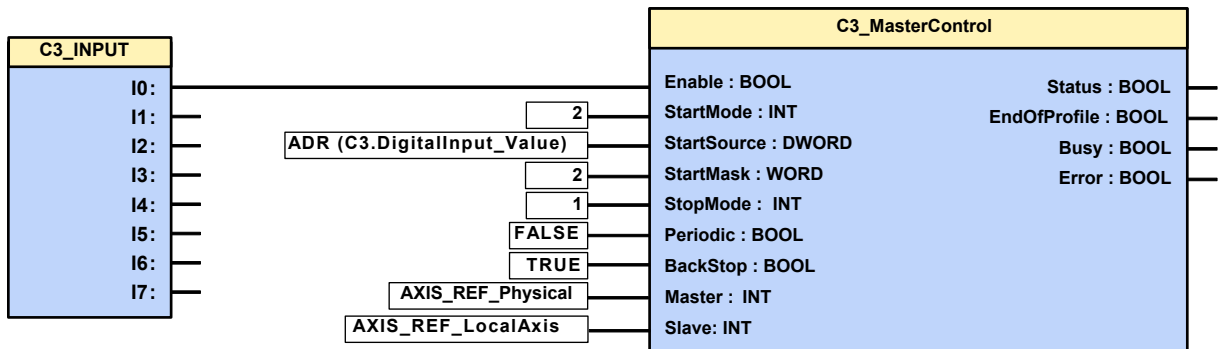 C3_INPUT
I0:
I1:
I2:
I3:
I4:
I5:
I6:
I7:
2
ADR (C3.DigitalInput_Value)
2
1
FALSE
TRUE
AXIS_REF_Physical
AXIS_REF_LocalAxis
C3_MasterControl
Enable : BOOL
StartMode : INT
StartSource : DWORD
StartMask : WORD
StopMode : INT
Periodic : BOOL
BackStop : BOOL
Master : INT
Slave: INT
Status : BOOL
EndOfProfile : BOOL
Busy : BOOL
Error : BOOL